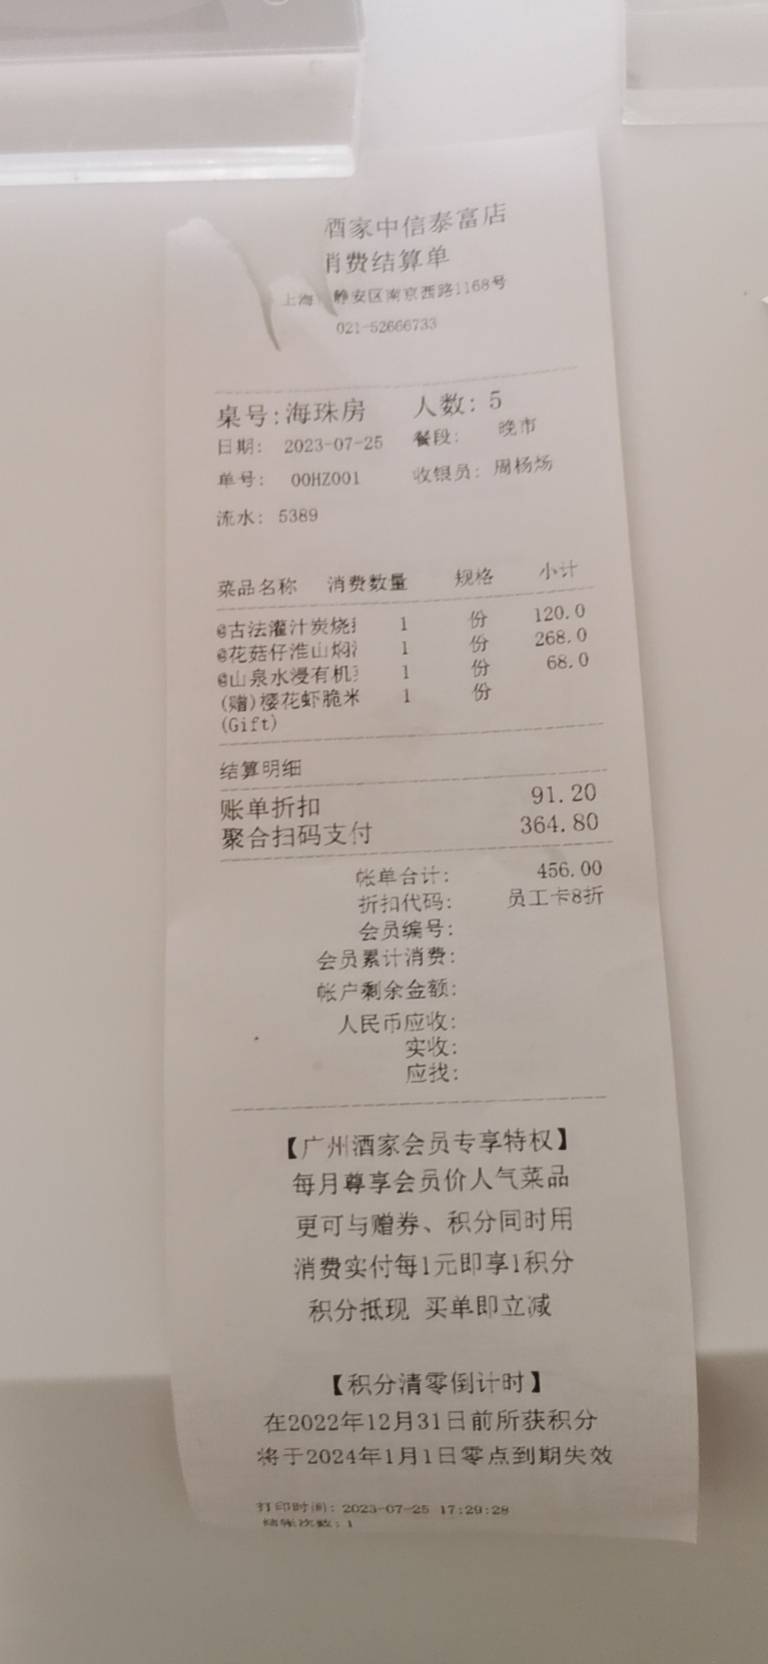 酒家中信泰富店
肖费结算单
上海 静安区南京西路1168号
021-52666733
桌号:海珠房 人数: 5
日期: 2023-07-25 餐段: 晚市
单号: 00HZ001 收银员: 周杨炀
流水: 5389
菜品名称 消费数量 规格 小计
@古法灌汁炭烧 1 份 120.0
@花菇仔淮山焖 1 份 268.0
@山泉水浸有机 1 份 68.0
(赠)樱花虾脆米 1 份
(Gift)
结算明细
账单折扣 91.20
聚合扫码支付 364.80
帐单合计: 456.00
折扣代码: 员工卡8折
会员编号:
会员累计消费:
帐户剩余金额:
人民币应收:
实收:
应找:
【广州酒家会员专享特权】
每月尊享会员价人气菜品
更可与赠券、积分同时用
消费实付每1元即享1积分
积分抵现 买单即立减
【积分清零倒计时】
在2022年12月31日前所获积分
将于2024年1月1日零点到期失效
打印时间: 2023-07-25 17:29:28
结账次数: 1